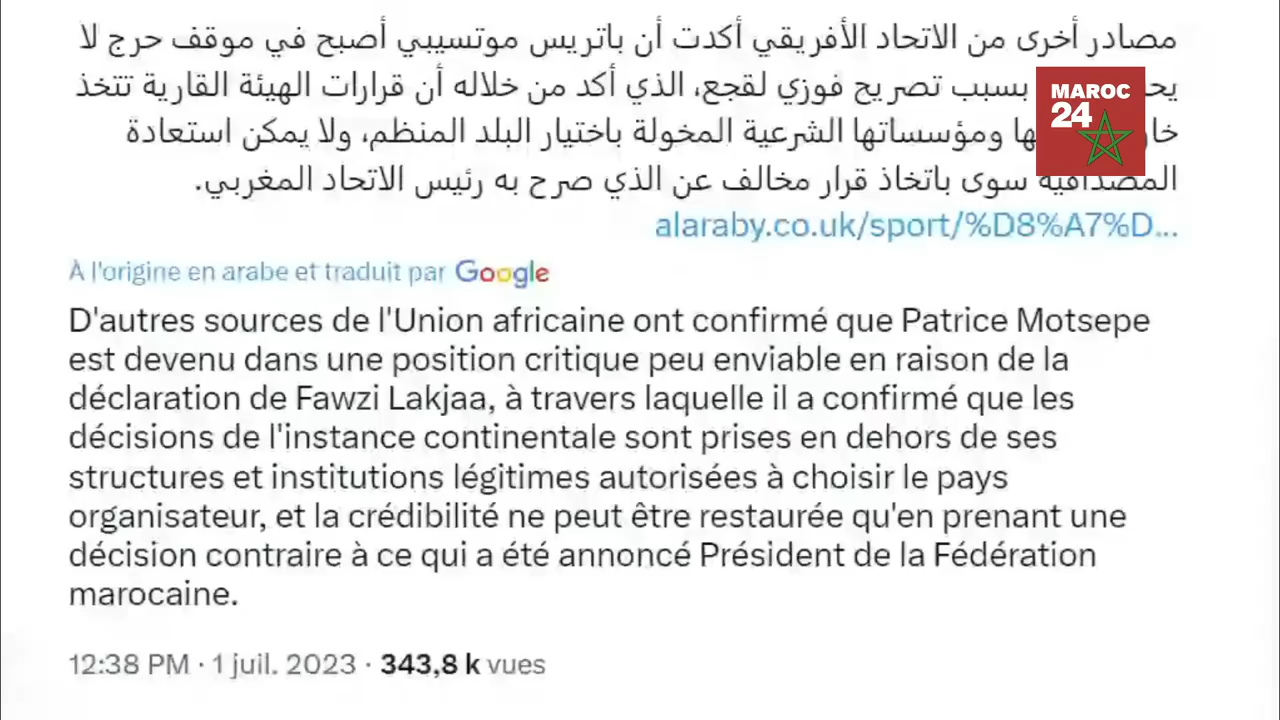 مصادر أخرى من الاتحاد الأفريقي أكدت أن باتريس موتسيبي أصبح في موقف حرج لا
بسبب تصريح فوزي لقجع، الذي أكد من خلاله أن قرارات الهيئة القارية تتخذ
ومؤسساتها الشرعية المخولة باختيار البلد المنظم، ولا يمكن استعادة
المصداقية سوى باتخاذ قرار مخالف عن الذي صرح به رئيس الاتحاد المغربي.
MAROC
24
alaraby.co.uk/sport/%D8%A7%D...
À l'origine en arabe et traduit par Google
D'autres sources de l'Union africaine ont confirmé que Patrice Motsepe
est devenu dans une position critique peu enviable en raison de la
déclaration de Fawzi Lakjaa, à travers laquelle il a confirmé que les
décisions de l'instance continentale sont prises en dehors de ses
structures et institutions légitimes autorisées à choisir le pays
organisateur, et la crédibilité ne peut être restaurée qu'en prenant une
décision contraire à ce qui a été annoncé Président de la Fédération
marocaine.
12:38 PM · 1 juil. 2023 · 343,8 k vues